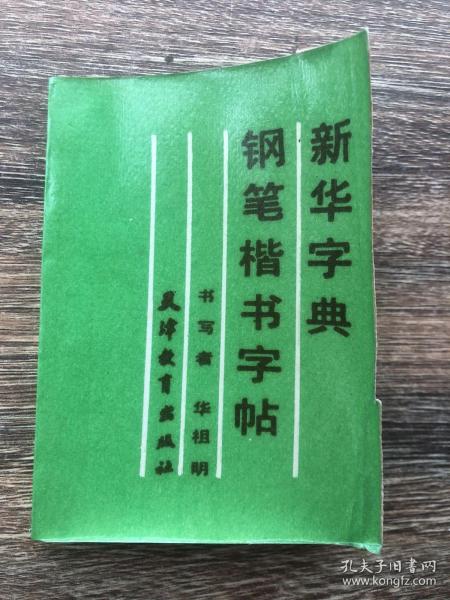 新华字典
钢笔楷书字帖
书写者 华祖明
天津教育出版社
孔夫子旧书网
www.kongfz.com